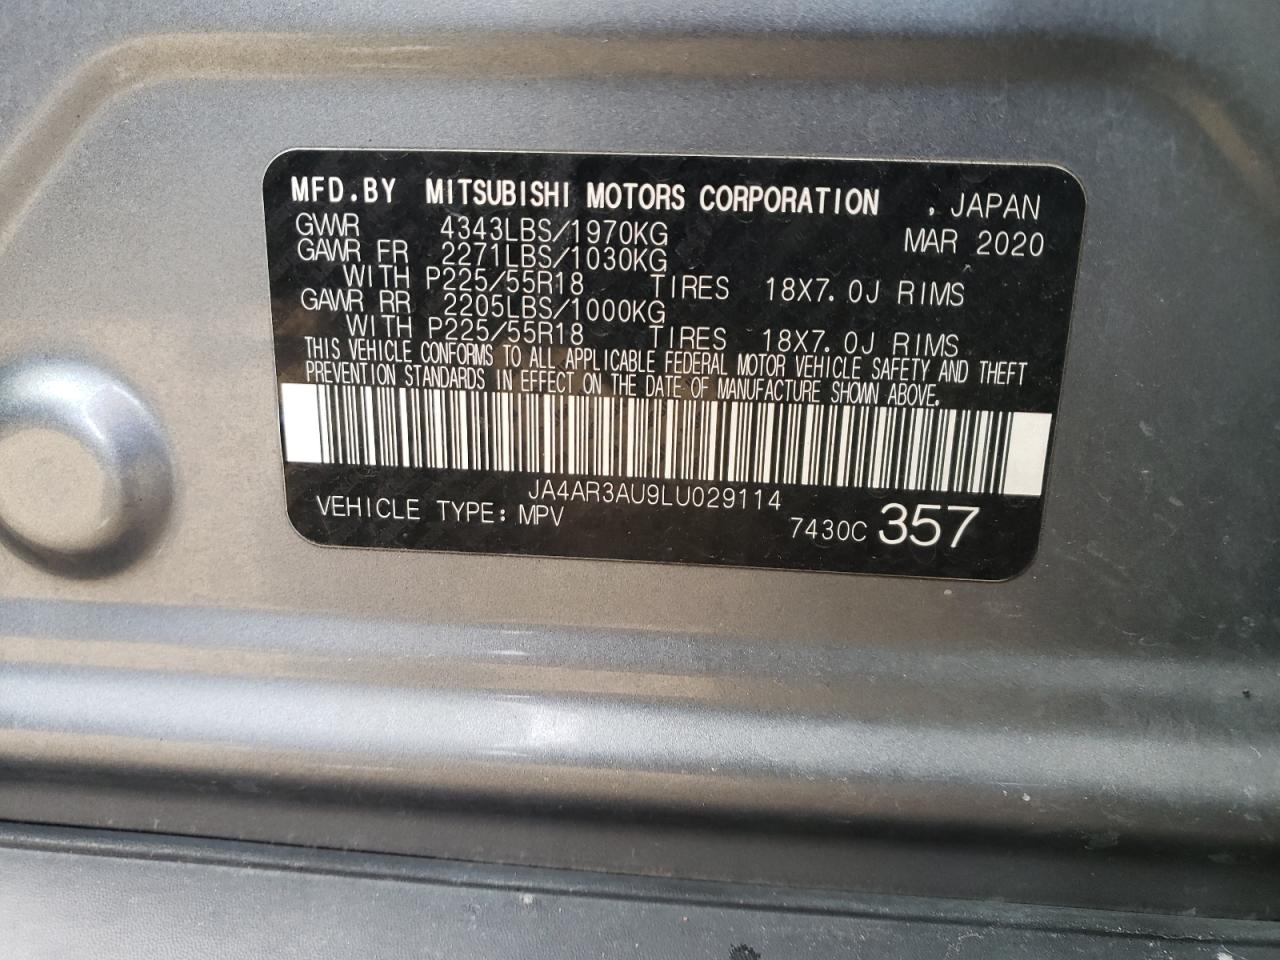 MFD.BY MITSUBISHI MOTORS CORPORATION , JAPAN
GVWR 4343LBS/1970KG MAR 2020
GAWR FR 2271LBS/1030KG
WITH P225/55R18 TIRES 18X7.0J RIMS
GAWR RR 2205LBS/1000KG
WITH P225/55R18 TIRES 18X7.0J RIMS
THIS VEHICLE CONFORMS TO ALL APPLICABLE FEDERAL MOTOR VEHICLE SAFETY AND THEFT
PREVENTION STANDARDS IN EFFECT ON THE DATE OF MANUFACTURE SHOWN ABOVE.
JA4AR3AU9LU029114
VEHICLE TYPE: MPV 7430C 357